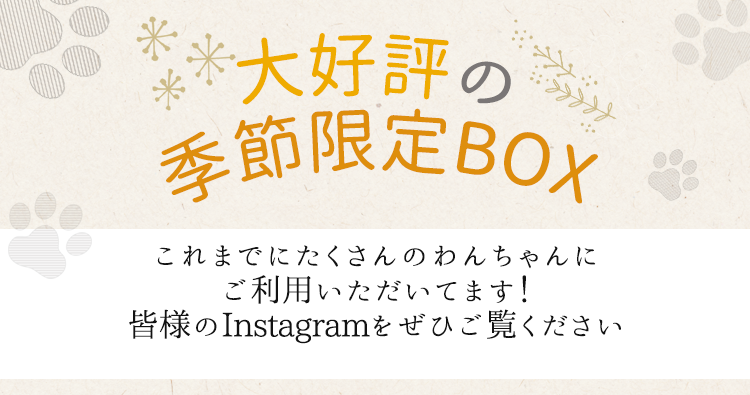 大好評の
季節限定BOX
これまでにたくさんのわんちゃんに
ご利用いただいてます!
皆様のInstagramをぜひご覧ください